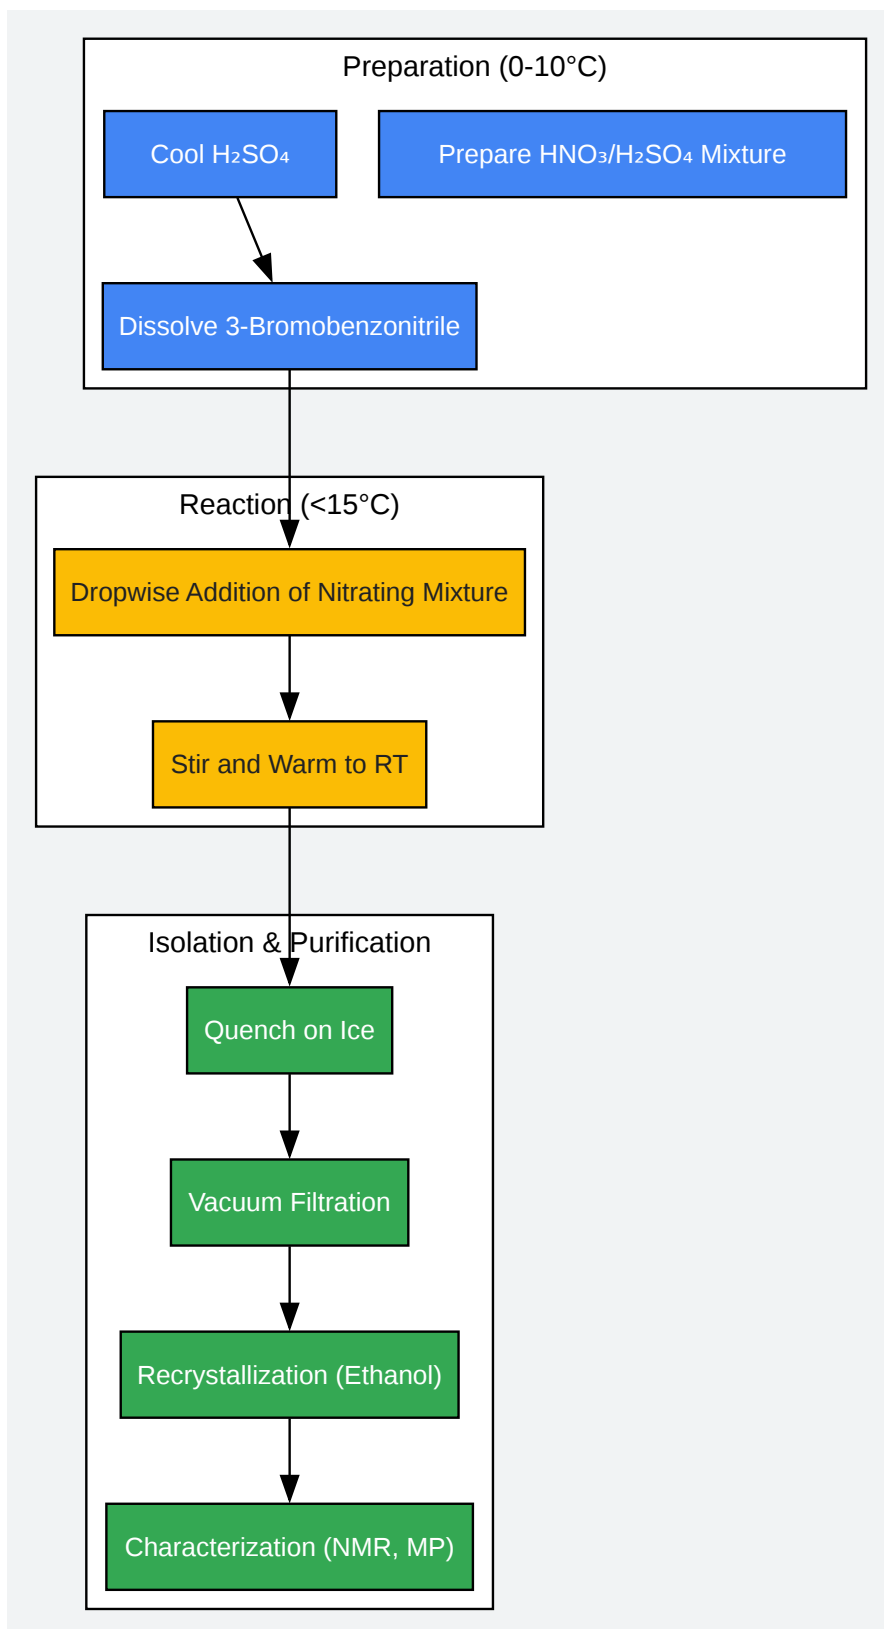 Preparation (0-10°C)
Cool H₂SO₄
Prepare HNO₃/H₂SO₄ Mixture
Dissolve 3-Bromobenzonitrile
Reaction (<15°C)
Dropwise Addition of Nitrating Mixture
Stir and Warm to RT
Isolation & Purification
Quench on Ice
Vacuum Filtration
Recrystallization (Ethanol)
Characterization (NMR, MP)